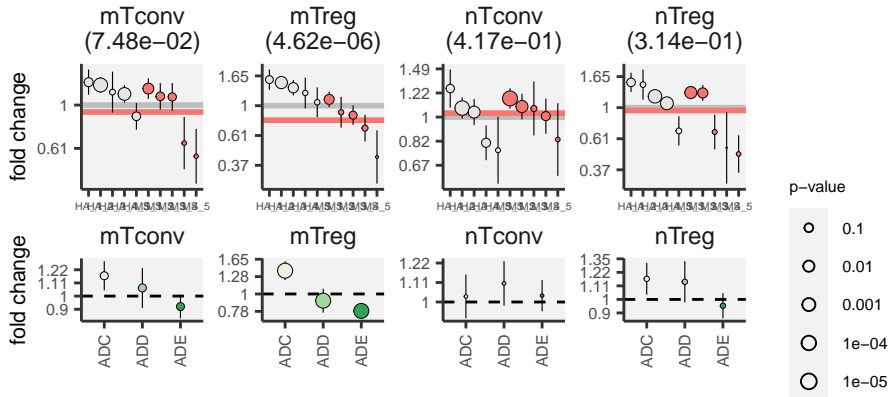 mTconv
(7.48e−02)
mTreg
(4.62e−06)
nTconv
(4.17e−01)
nTreg
(3.14e−01)
fold change
1
0.61
1.65
1
0.61
0.37
1.49
1.22
1
0.82
0.67
1.65
1
0.61
0.37
mTconv
mTreg
nTconv
nTreg
fold change
1.22
1.11
1
0.9
1.65
1.28
1
0.78
1.22
1.11
1
1.35
1.22
1.11
1
0.9
ADC
ADD
ADE
ADC
ADD
ADE
ADC
ADD
ADE
ADC
ADD
ADE
p−value
0.1
0.01
0.001
1e−04
1e−05